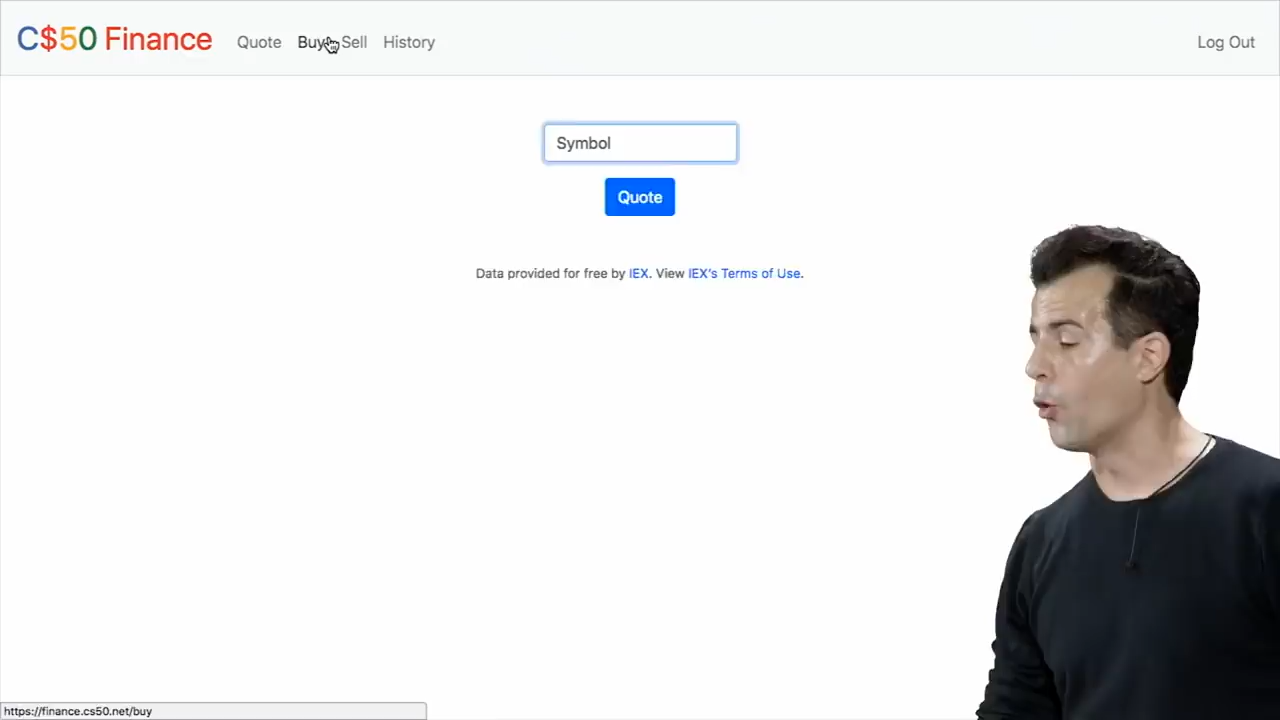 C$50 Finance Quote Buy Sell History Log Out
Symbol
Quote
Data provided for free by IEX. View IEX's Terms of Use.
https://finance.cs50.net/buy